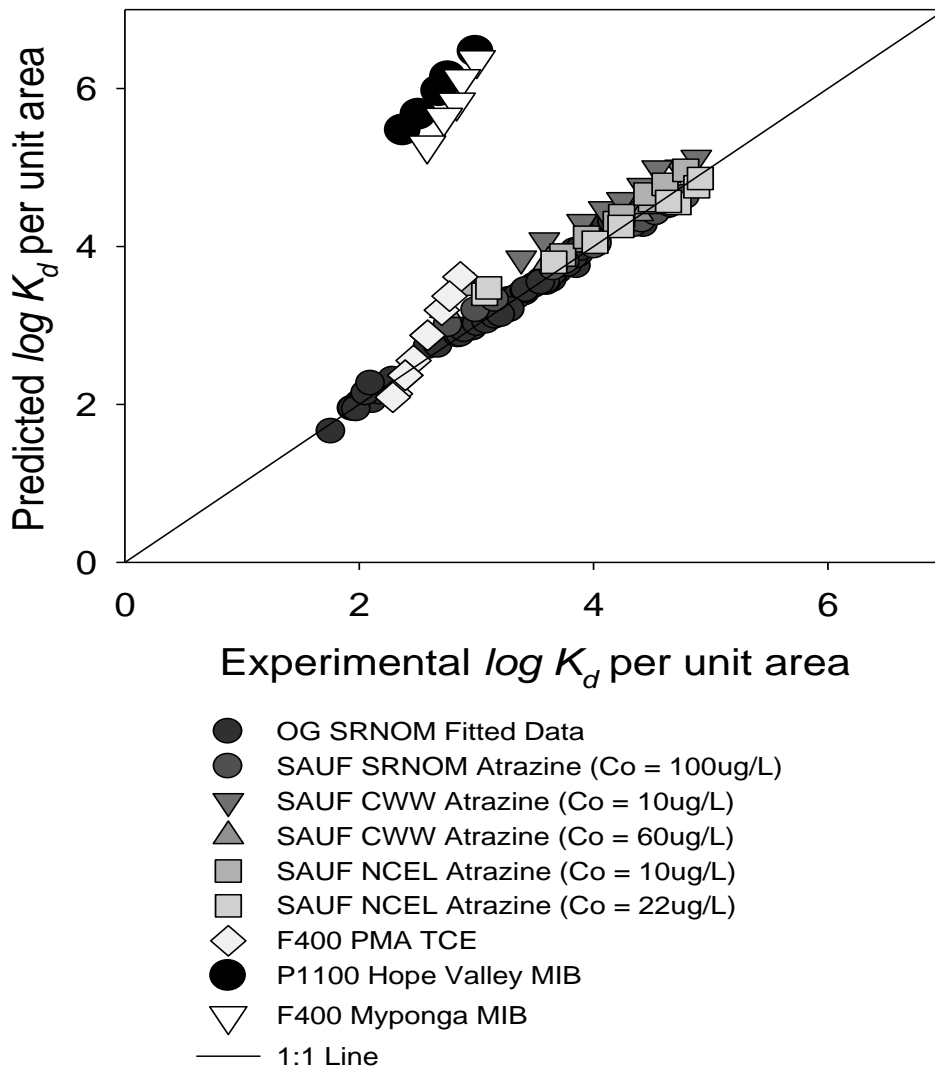 Predicted log Kd per unit area
6
4
2
0
0 2 4 6
Experimental log Kd per unit area
OG SRNOM Fitted Data
SAUF SRNOM Atrazine (Co = 100ug/L)
SAUF CWW Atrazine (Co = 10ug/L)
SAUF CWW Atrazine (Co = 60ug/L)
SAUF NCEL Atrazine (Co = 10ug/L)
SAUF NCEL Atrazine (Co = 22ug/L)
F400 PMA TCE
P1100 Hope Valley MIB
F400 Myponga MIB
1:1 Line